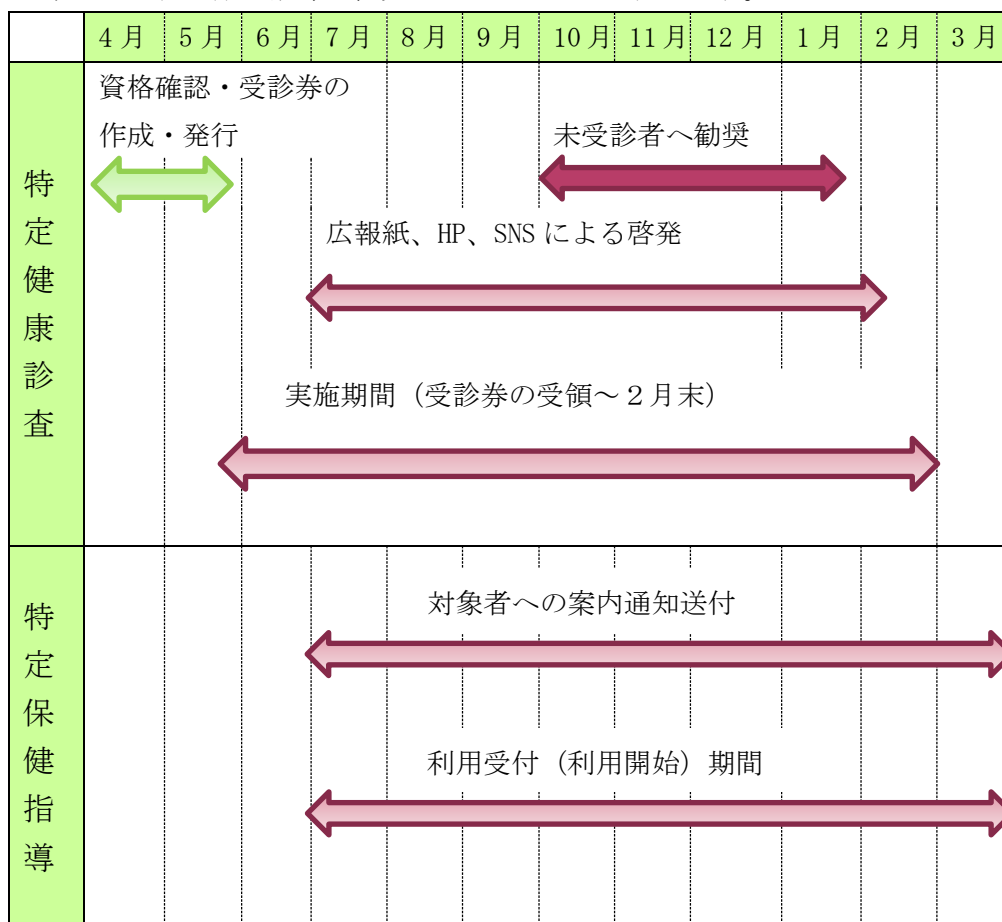 4月 5月 6月 7月 8月 9月 10月 11月 12月 1月 2月 3月
特定健康診査
資格確認・受診券の
作成・発行
未受診者へ勧奨
広報紙、HP、SNSによる啓発
実施期間（受診券の受領～２月末）
特定保健指導
対象者への案内通知送付
利用受付（利用開始）期間